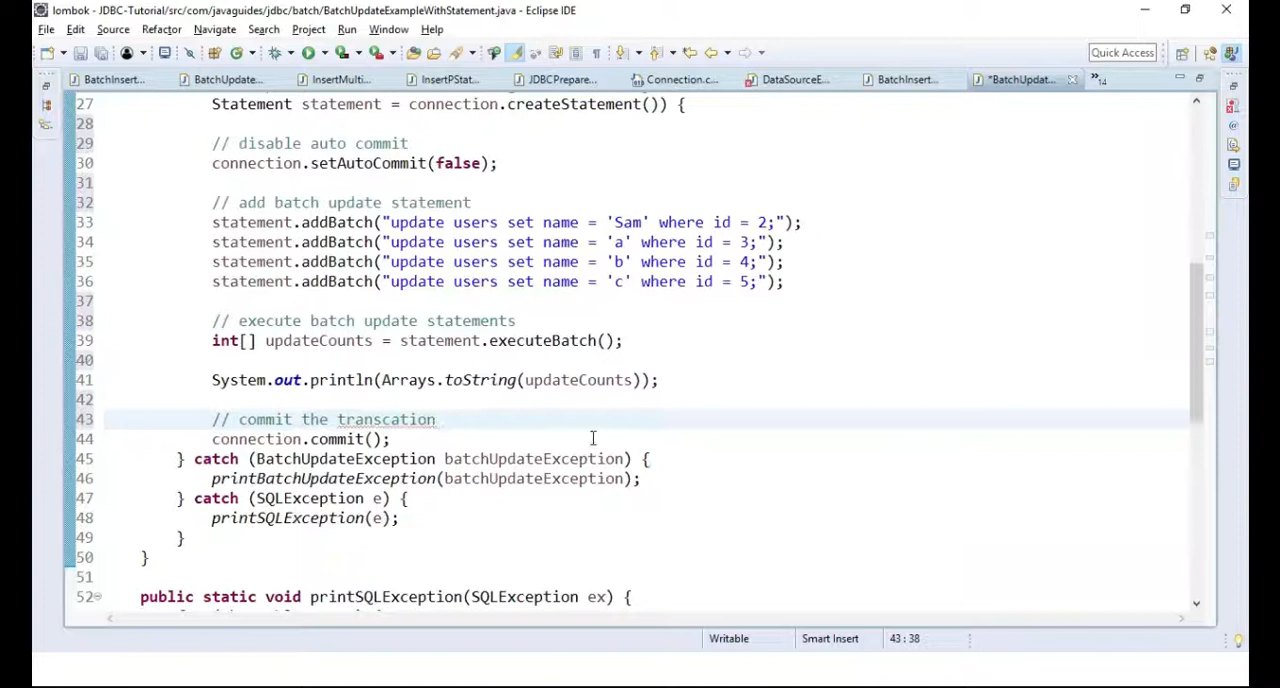 lombok - JDBC-Tutorial/src/com/javaguides/jdbc/batch/BatchUpdateExampleWithStatement.java - Eclipse IDE
File Edit Source Refactor Navigate Search Project Run Window Help
Quick Access
BatchInsert... BatchUpdate... InsertMulti... InsertPStat... JDBCPrepare... Connection.c... DataSourceE... BatchInsert... *BatchUpdat... »14
27 Statement statement = connection.createStatement()) {
28
29 // disable auto commit
30 connection.setAutoCommit(false);
31
32 // add batch update statement
33 statement.addBatch("update users set name = 'Sam' where id = 2;");
34 statement.addBatch("update users set name = 'a' where id = 3;");
35 statement.addBatch("update users set name = 'b' where id = 4;");
36 statement.addBatch("update users set name = 'c' where id = 5;");
37
38 // execute batch update statements
39 int[] updateCounts = statement.executeBatch();
40
41 System.out.println(Arrays.toString(updateCounts));
42
43 // commit the transcation
44 connection.commit();
45 } catch (BatchUpdateException batchUpdateException) {
46 printBatchUpdateException(batchUpdateException);
47 } catch (SQLException e) {
48 printSQLException(e);
49 }
50 }
51
52 public static void printSQLException(SQLException ex) {
Writable Smart Insert 43 : 38